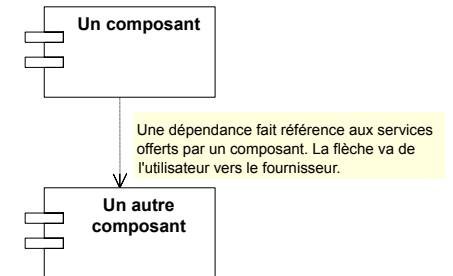 Un composant
Une dépendance fait référence aux services
offerts par un composant. La flèche va de
l'utilisateur vers le fournisseur.
Un autre
composant